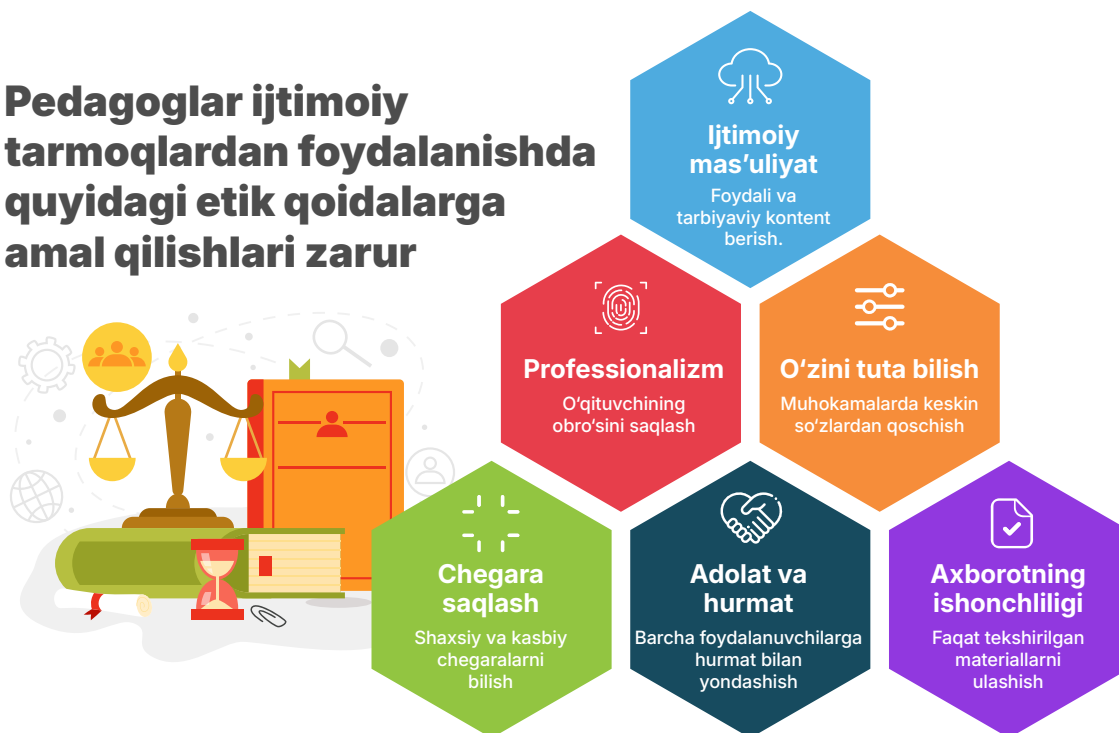 Pedagoglar ijtimoiy
tarmoqlardan foydalanishda
quyidagi etik qoidalarga
amal qilishlari zarur
Ijtimoiy
mas’uliyat
Foydali va
tarbiyaviy kontent
berish.
Professionalizm
O‘qituvchining
obro‘sini saqlash
O‘zini tuta bilish
Muhokamalarda keskin
so‘zlardan qoschish
Chegara
saqlash
Shaxsiy va kasbiy
chegaralarni
bilish
Adolat va
hurmat
Barcha foydalanuvchilarga
hurmat bilan
yondashish
Axborotning
ishonchliligi
Faqat tekshirilgan
materiallarni
ulashish